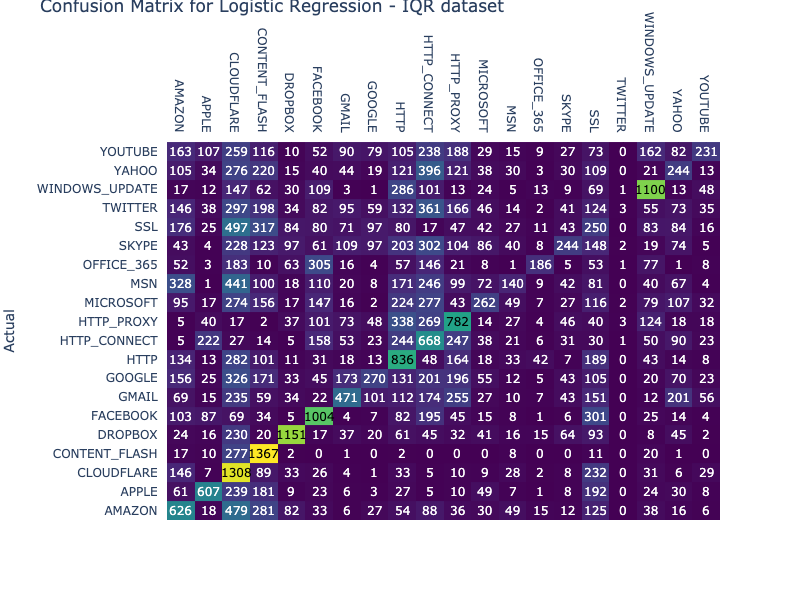 Confusion Matrix for Logistic Regression - IQR dataset
AMAZON APPLE CLOUDFLARE CONTENT_FLASH DROPBOX FACEBOOK GMAIL GOOGLE HTTP HTTP_CONNECT HTTP_PROXY MICROSOFT MSN OFFICE_365 SKYPE SSL TWITTER WINDOWS_UPDATE YAHOO YOUTUBE
Actual
YOUTUBE 163 107 259 116 10 52 90 79 105 238 188 29 15 9 27 73 0 162 82 231
YAHOO 105 34 276 220 15 40 44 19 121 396 121 38 30 3 30 109 0 21 244 13
WINDOWS_UPDATE 17 12 147 62 30 109 3 1 286 101 13 24 5 13 9 69 1 1100 13 48
TWITTER 146 38 297 198 34 82 95 59 132 361 166 46 14 2 41 124 3 55 73 35
SSL 176 25 497 317 84 80 71 97 80 17 47 42 27 11 43 250 0 83 84 16
SKYPE 43 4 228 123 97 61 109 97 203 302 104 86 40 8 244 148 2 19 74 5
OFFICE_365 52 3 183 10 63 305 16 4 57 146 21 8 1 186 5 53 1 77 1 8
MSN 328 1 441 100 18 110 20 8 171 246 99 72 140 9 42 81 0 40 67 4
MICROSOFT 95 17 274 156 17 147 16 2 224 277 43 262 49 7 27 116 2 79 107 32
HTTP_PROXY 5 40 17 2 37 101 73 48 338 269 782 14 27 4 46 40 3 124 18 18
HTTP_CONNECT 5 222 27 14 5 158 53 23 244 668 247 38 21 6 31 30 1 50 90 23
HTTP 134 13 282 101 11 31 18 13 836 48 164 18 33 42 7 189 0 43 14 8
GOOGLE 156 25 326 171 33 45 173 270 131 201 196 55 12 5 43 105 0 20 70 23
GMAIL 69 15 235 59 34 22 471 101 112 174 255 27 10 7 43 151 0 12 201 56
FACEBOOK 103 87 69 34 5 1004 4 7 82 195 45 15 8 1 6 301 0 25 14 4
DROPBOX 24 16 230 20 1151 17 37 20 61 45 32 41 16 15 64 93 0 8 45 2
CONTENT_FLASH 17 10 277 1367 2 0 1 0 2 0 0 0 8 0 0 11 0 20 1 0
CLOUDFLARE 146 7 1308 89 33 26 4 1 33 5 10 9 28 2 8 232 0 31 6 29
APPLE 61 607 239 181 9 23 6 3 27 5 10 49 7 1 8 192 0 24 30 8
AMAZON 626 18 479 281 82 33 6 27 54 88 36 30 49 15 12 125 0 38 16 6